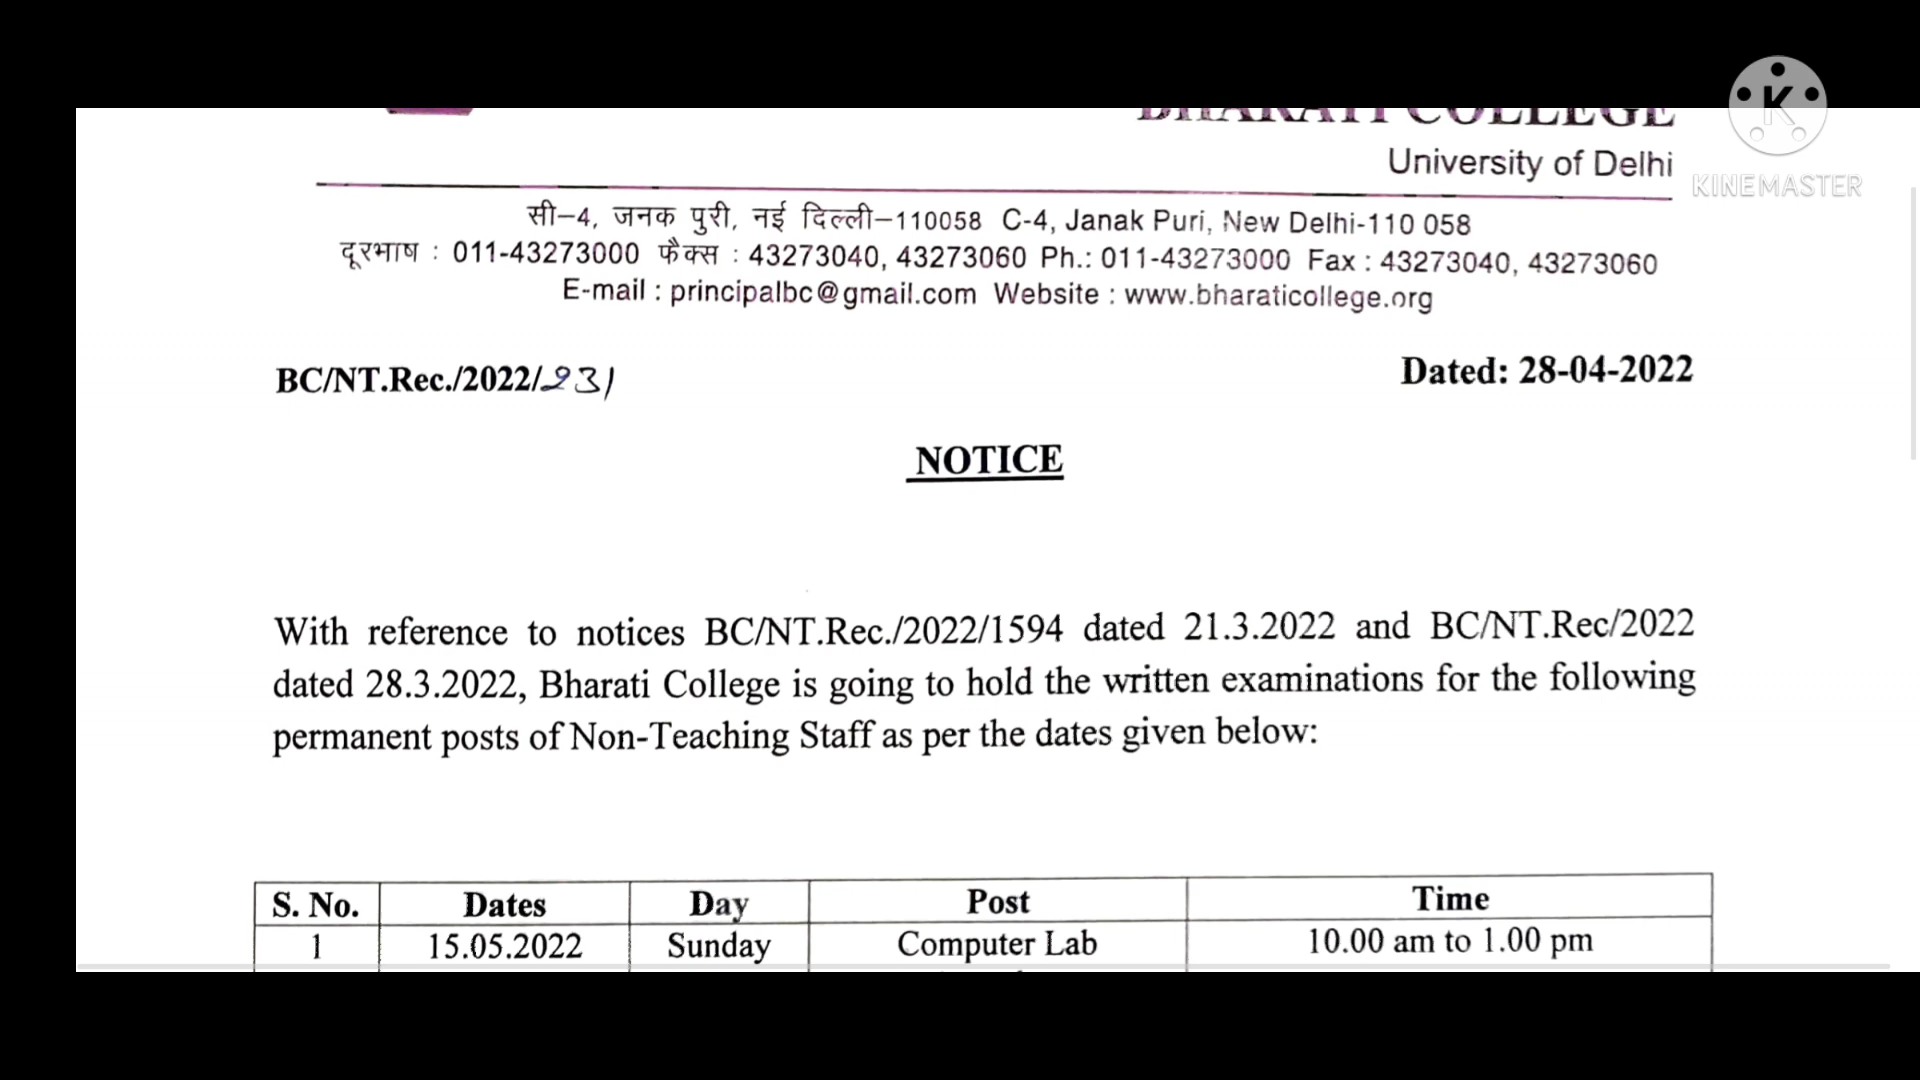 BHARATI COLLEGE
University of Delhi
KINEMASTER
सी–4, जनक पुरी, नई दिल्ली–110058 C-4, Janak Puri, New Delhi-110 058
दूरभाष : 011-43273000 फैक्स : 43273040, 43273060 Ph.: 011-43273000 Fax : 43273040, 43273060
E-mail : principalbc@gmail.com Website : www.bharaticollege.org
BC/NT.Rec./2022/231 Dated: 28-04-2022
NOTICE
With reference to notices BC/NT.Rec./2022/1594 dated 21.3.2022 and BC/NT.Rec/2022
dated 28.3.2022, Bharati College is going to hold the written examinations for the following
permanent posts of Non-Teaching Staff as per the dates given below:
S. No. Dates Day Post Time
1 15.05.2022 Sunday Computer Lab 10.00 am to 1.00 pm